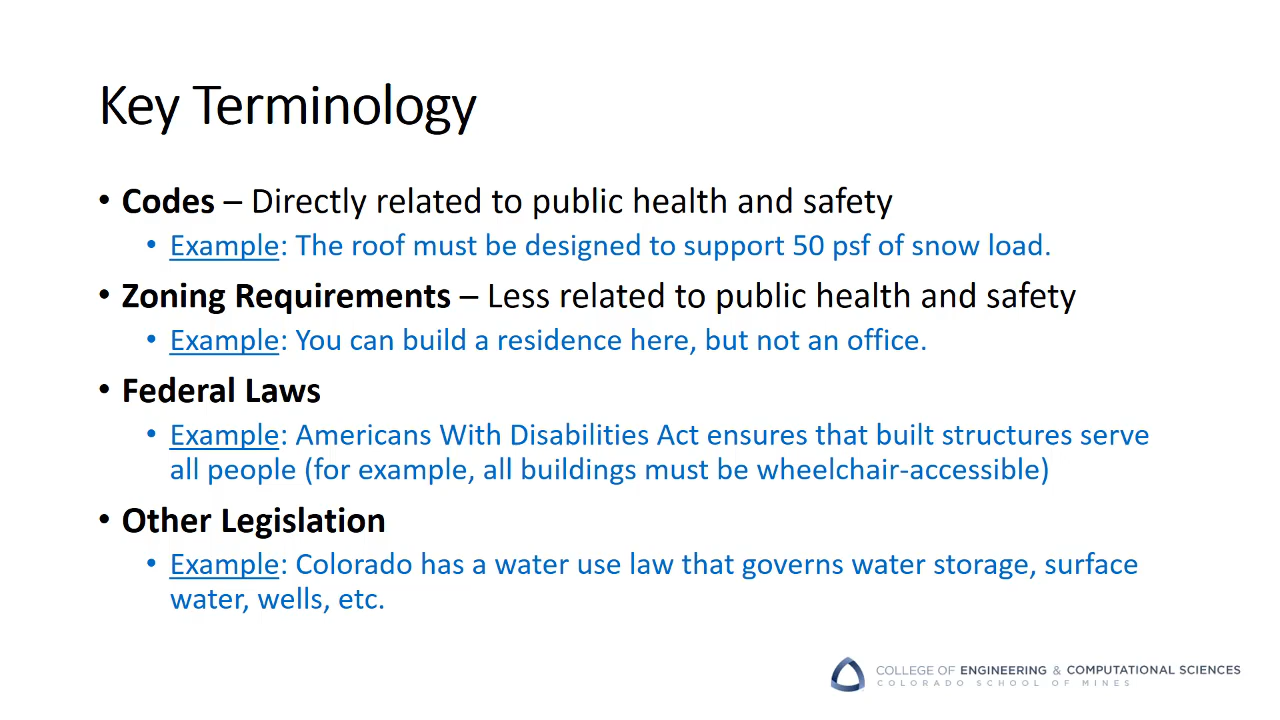 Key Terminology
• Codes – Directly related to public health and safety
• Example: The roof must be designed to support 50 psf of snow load.
• Zoning Requirements – Less related to public health and safety
• Example: You can build a residence here, but not an office.
• Federal Laws
• Example: Americans With Disabilities Act ensures that built structures serve
all people (for example, all buildings must be wheelchair-accessible)
• Other Legislation
• Example: Colorado has a water use law that governs water storage, surface
water, wells, etc.
COLLEGE OF ENGINEERING & COMPUTATIONAL SCIENCES
COLORADO SCHOOL OF MINES